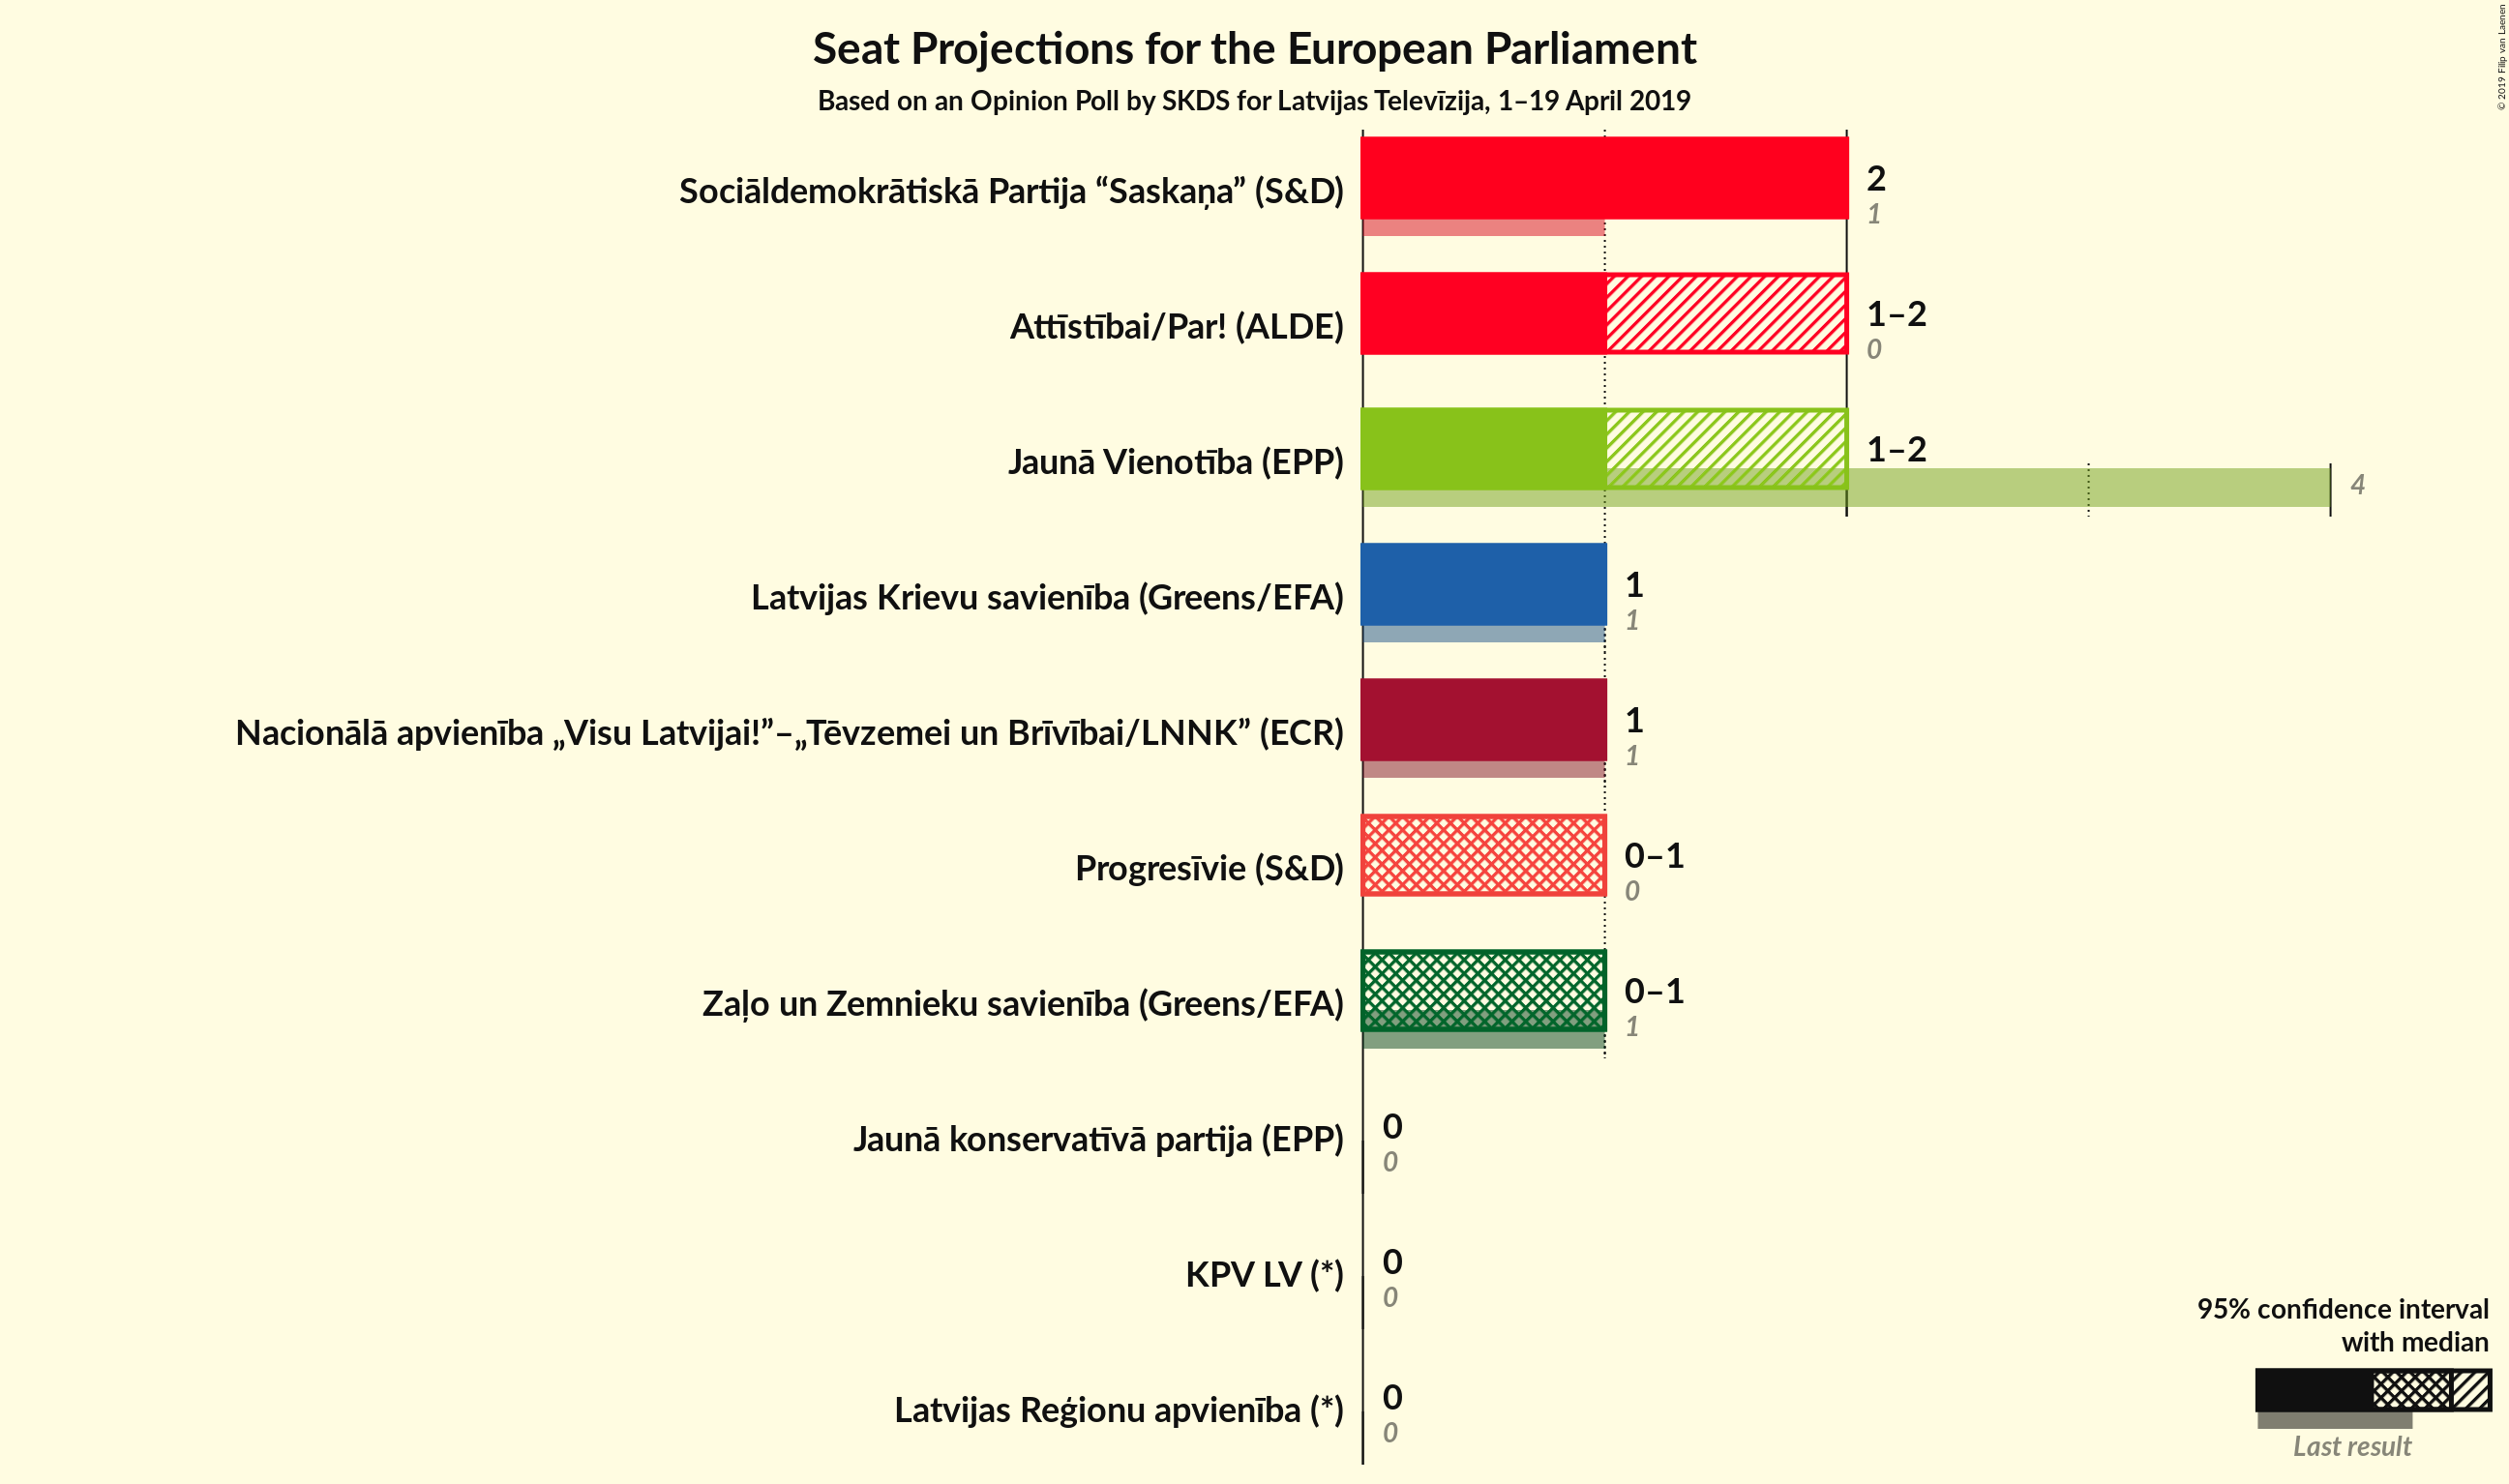 Seat Projections for the European Parliament
Based on an Opinion Poll by SKDS for Latvijas Televīzija, 1–19 April 2019
© 2019 Filip van Laenen
Sociāldemokrātiskā Partija “Saskaņa” (S&D)
2
1
Attīstībai/Par! (ALDE)
1–2
0
Jaunā Vienotība (EPP)
1–2
4
Latvijas Krievu savienība (Greens/EFA)
1
1
Nacionālā apvienība „Visu Latvijai!”–„Tēvzemei un Brīvībai/LNNK” (ECR)
1
1
Progresīvie (S&D)
0–1
0
Zaļo un Zemnieku savienība (Greens/EFA)
0–1
1
Jaunā konservatīvā partija (EPP)
0
0
KPV LV (*)
0
0
Latvijas Reģionu apvienība (*)
0
0
95% confidence interval
with median
Last result